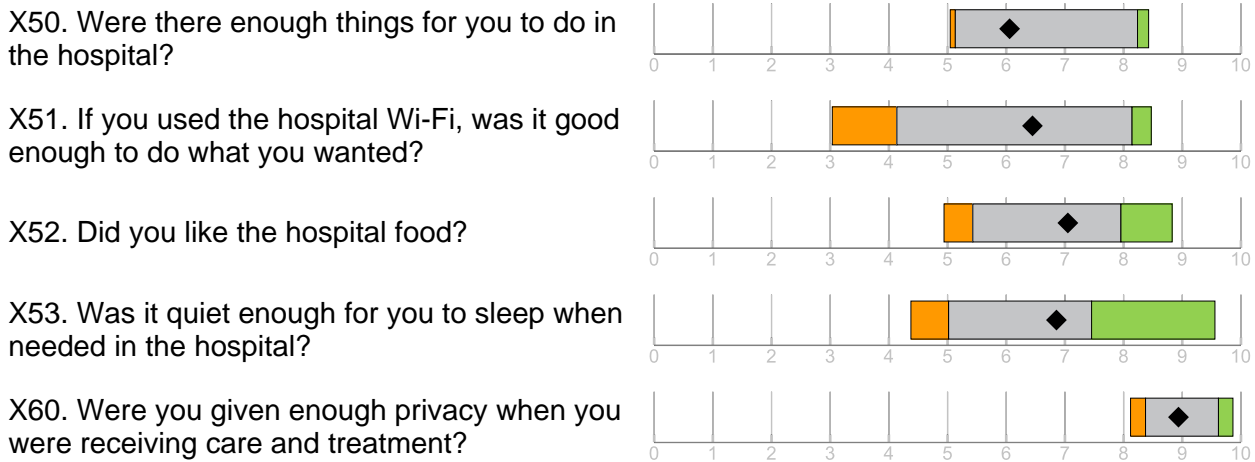 X50. Were there enough things for you to do in
the hospital?
0 1 2 3 4 5 6 7 8 9 10
X51. If you used the hospital Wi-Fi, was it good
enough to do what you wanted?
0 1 2 3 4 5 6 7 8 9 10
X52. Did you like the hospital food?
0 1 2 3 4 5 6 7 8 9 10
X53. Was it quiet enough for you to sleep when
needed in the hospital?
0 1 2 3 4 5 6 7 8 9 10
X60. Were you given enough privacy when you
were receiving care and treatment?
0 1 2 3 4 5 6 7 8 9 10